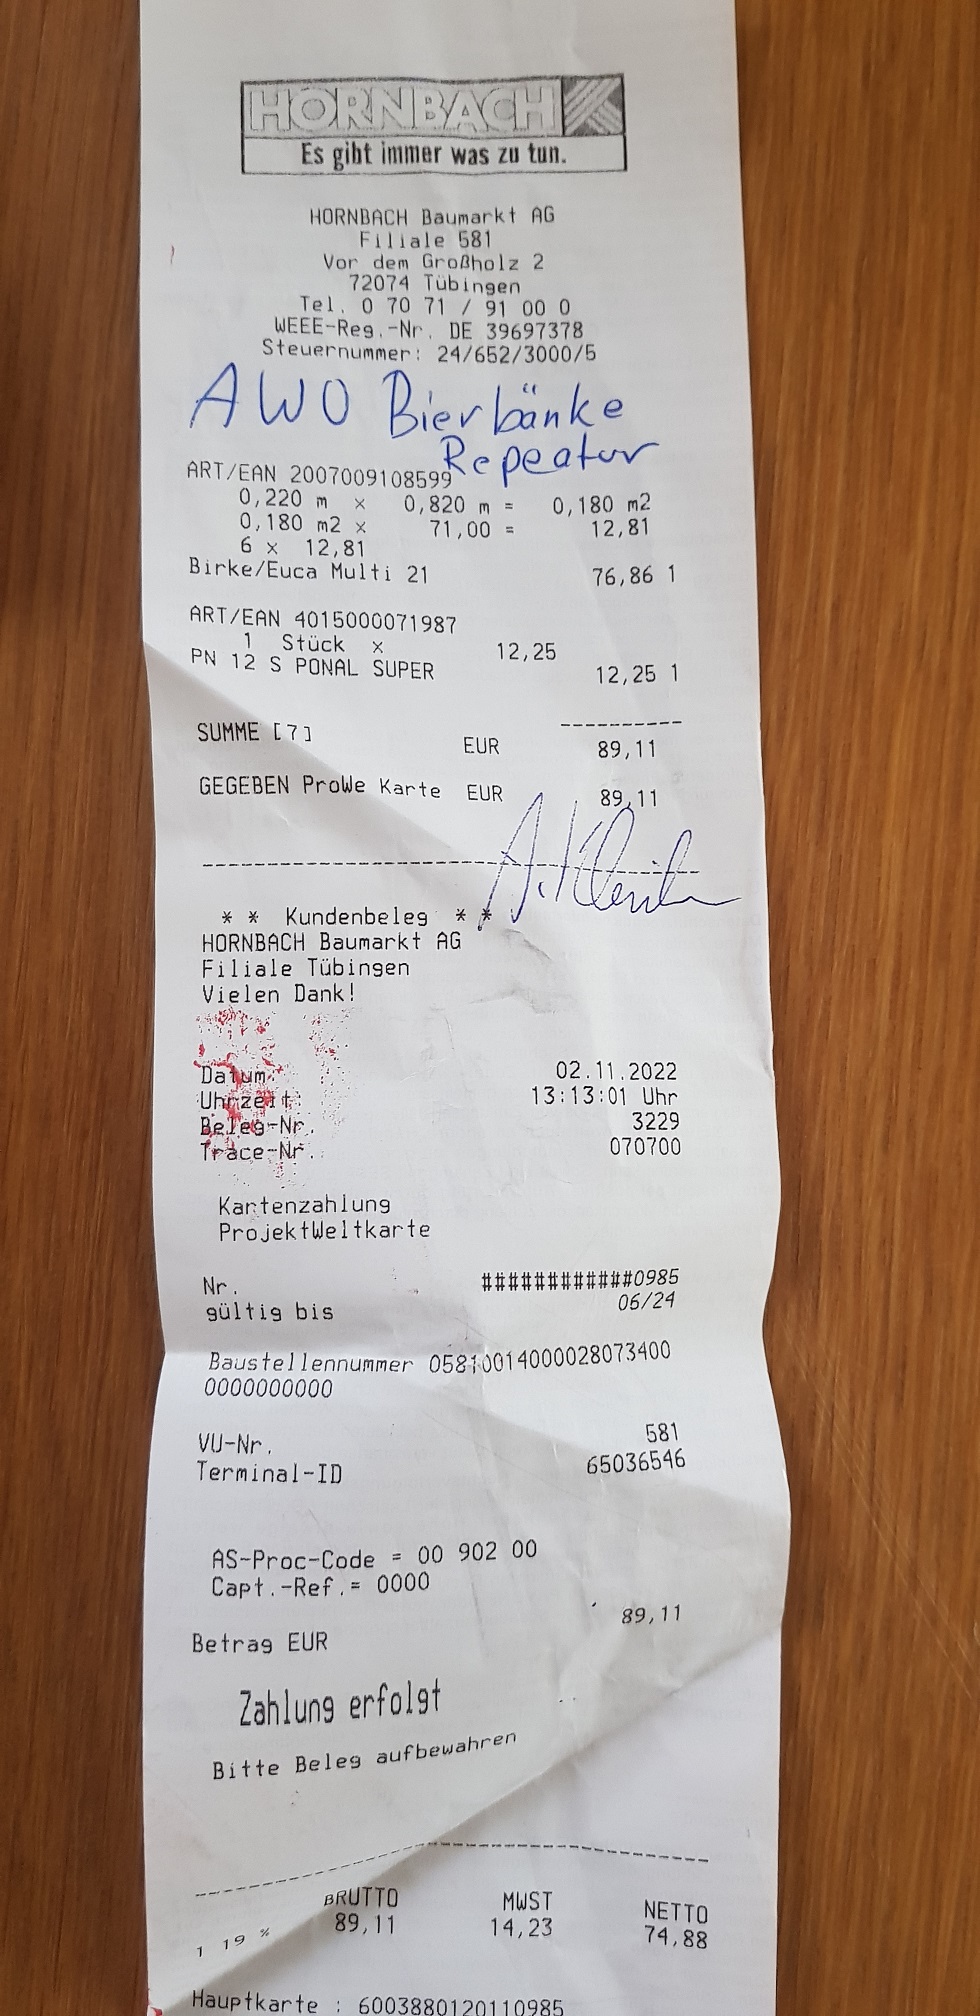 HORNBACH
Es gibt immer was zu tun.
HORNBACH Baumarkt AG
Filiale 581
Vor dem Großholz 2
72074 Tübingen
Tel. 0 70 71 / 91 00 0
WEEE-Reg.-Nr. DE 39697378
Steuernummer: 24/652/3000/5
AWO Bierbänke
Repeatur
ART/EAN 2007009108599
0,220 m x 0,820 m = 0,180 m2
0,180 m2 x 71,00 = 12,81
6 x 12,81
Birke/Euca Multi 21 76,86 1
ART/EAN 4015000071987
1 Stück x 12,25
PN 12 S PONAL SUPER 12,25 1
----------
SUMME [7] EUR 89,11
GEGEBEN ProWe Karte EUR 89,11
* * Kundenbeleg * *
HORNBACH Baumarkt AG
Filiale Tübingen
Vielen Dank!
Datum: 02.11.2022
Uhrzeit: 13:13:01 Uhr
Beleg-Nr. 3229
Trace-Nr. 070700
Kartenzahlung
ProjektWeltkarte
Nr. ############0985
gültig bis 06/24
Baustellennummer 05810014000028073400
0000000000
VU-Nr. 581
Terminal-ID 65036546
AS-Proc-Code = 00 902 00
Capt.-Ref.= 0000
Betrag EUR 89,11
Zahlung erfolgt
Bitte Beleg aufbewahren
BRUTTO MWST NETTO
1 19 % 89,11 14,23 74,88
Hauptkarte : 6003880120110985